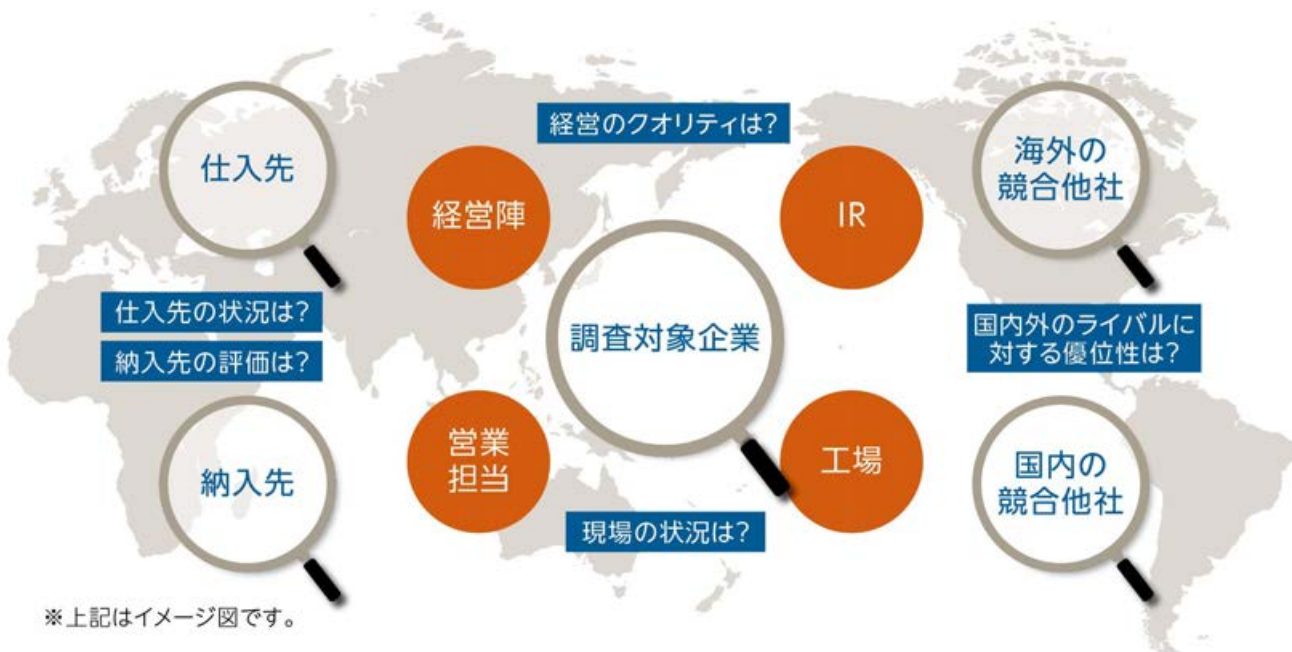 仕入先
経営のクオリティは?
海外の
競合他社
経営陣
IR
仕入先の状況は?
納入先の評価は?
調査対象企業
国内外のライバルに
対する優位性は?
納入先
営業
担当
工場
国内の
競合他社
現場の状況は?
※上記はイメージ図です。